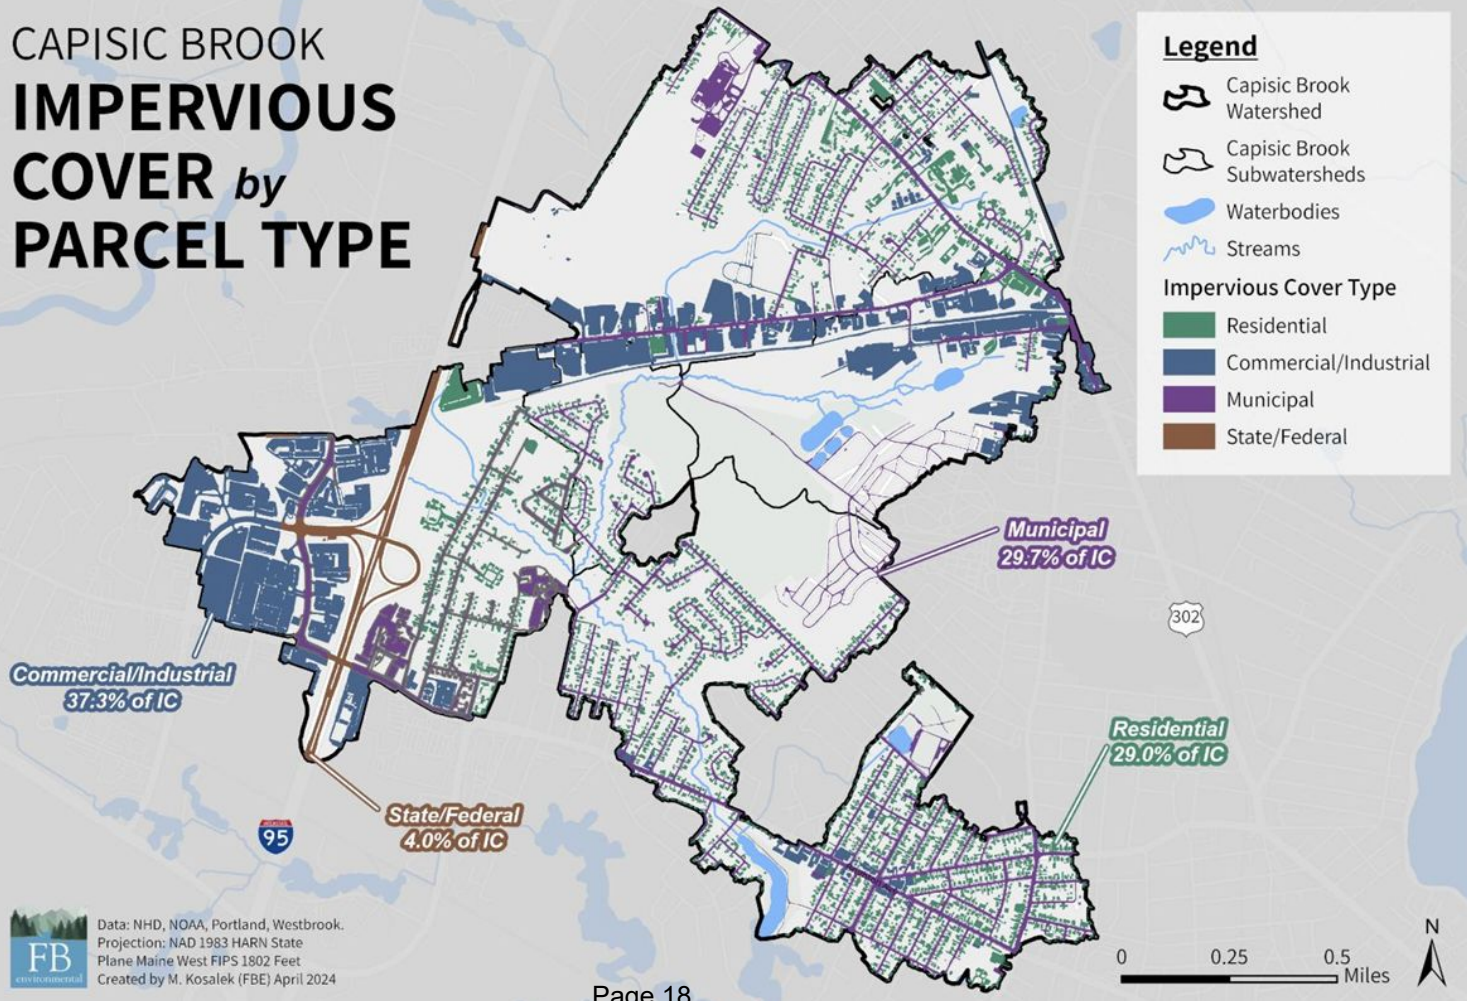 CAPISIC BROOK
IMPERVIOUS
COVER by
PARCEL TYPE
Legend
Capisic Brook
Watershed
Capisic Brook
Subwatersheds
Waterbodies
Streams
Impervious Cover Type
Residential
Commercial/Industrial
Municipal
State/Federal
Municipal
29.7% of IC
302
Commercial/Industrial
37.3% of IC
Residential
29.0% of IC
State/Federal
4.0% of IC
95
FB
environmental
Data: NHD, NOAA, Portland, Westbrook.
Projection: NAD 1983 HARN State
Plane Maine West FIPS 1802 Feet
Created by M. Kosalek (FBE) April 2024
0 0.25 0.5
Miles
N
Page 18